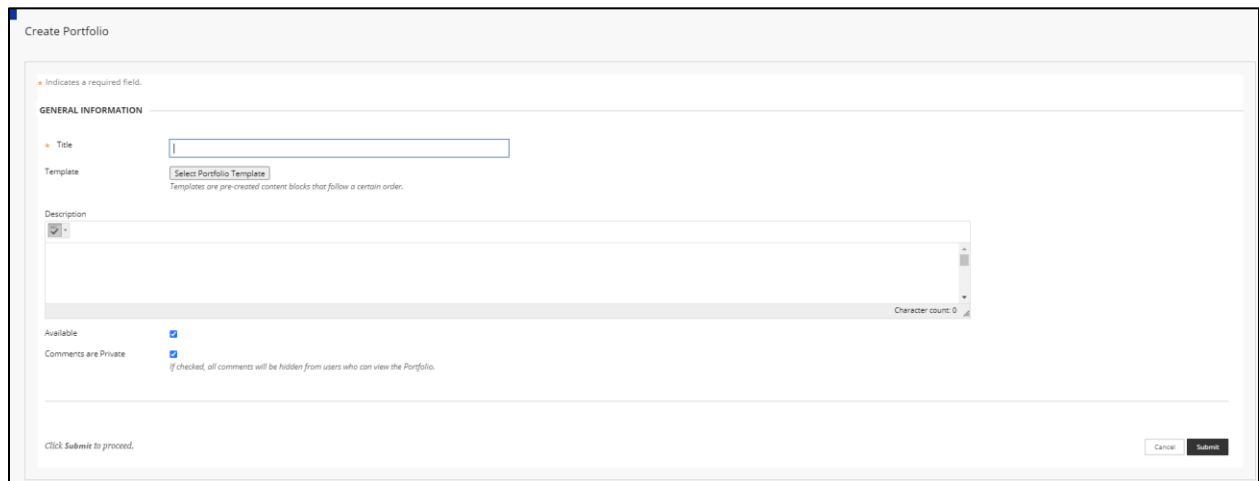 Create Portfolio
* Indicates a required field.
GENERAL INFORMATION
* Title
Template
Select Portfolio Template
Templates are pre-created content blocks that follow a certain order.
Description
Character count: 0
Available
Comments are Private
If checked, all comments will be hidden from users who can view the Portfolio.
Click Submit to proceed.
Cancel Submit